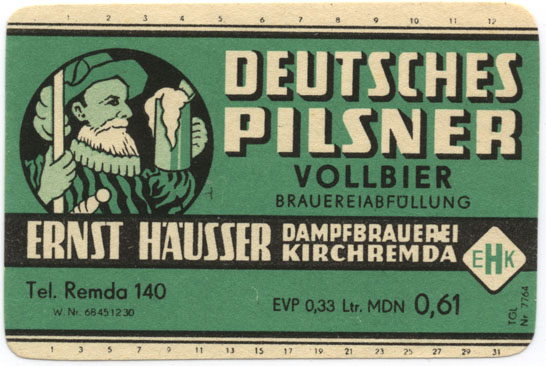 1 2 3 4 5 6 7 8 9 10 11 12
DEUTSCHES
PILSNER
VOLLBIER
BRAUEREIABFÜLLUNG
ERNST HÄUSSER DAMPFBRAUEREI
KIRCHREMDA
EHK
Tel. Remda 140
W. Nr. 68451230
EVP 0,33 Ltr. MDN 0,61
TGL
Nr 7764
1 3 5 7 9 11 13 15 17 19 21 23 25 27 29 31